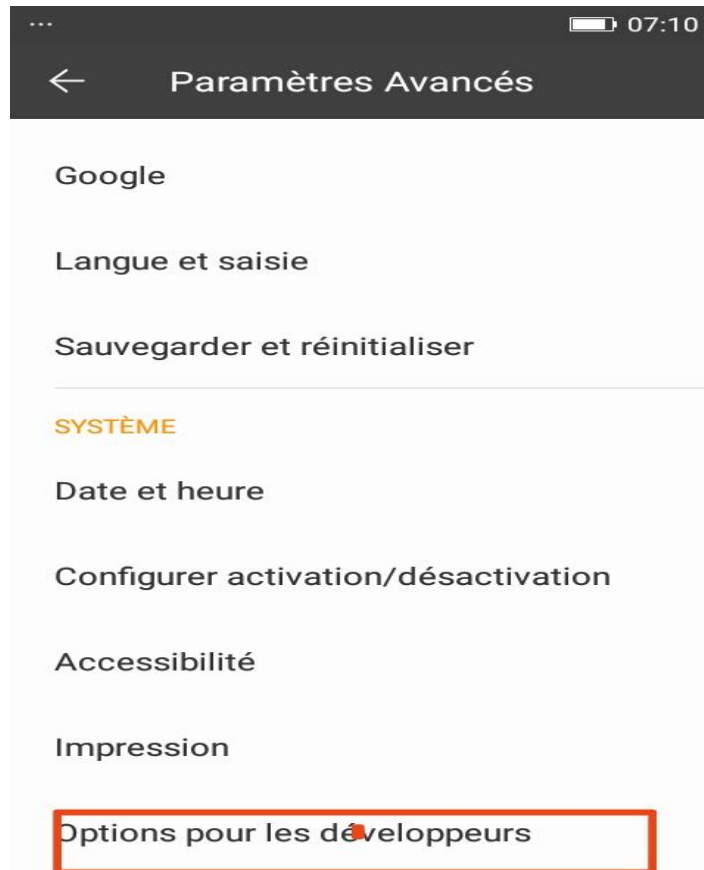 ... 07:10
Paramètres Avancés
Google
Langue et saisie
Sauvegarder et réinitialiser
SYSTÈME
Date et heure
Configurer activation/désactivation
Accessibilité
Impression
Options pour les développeurs